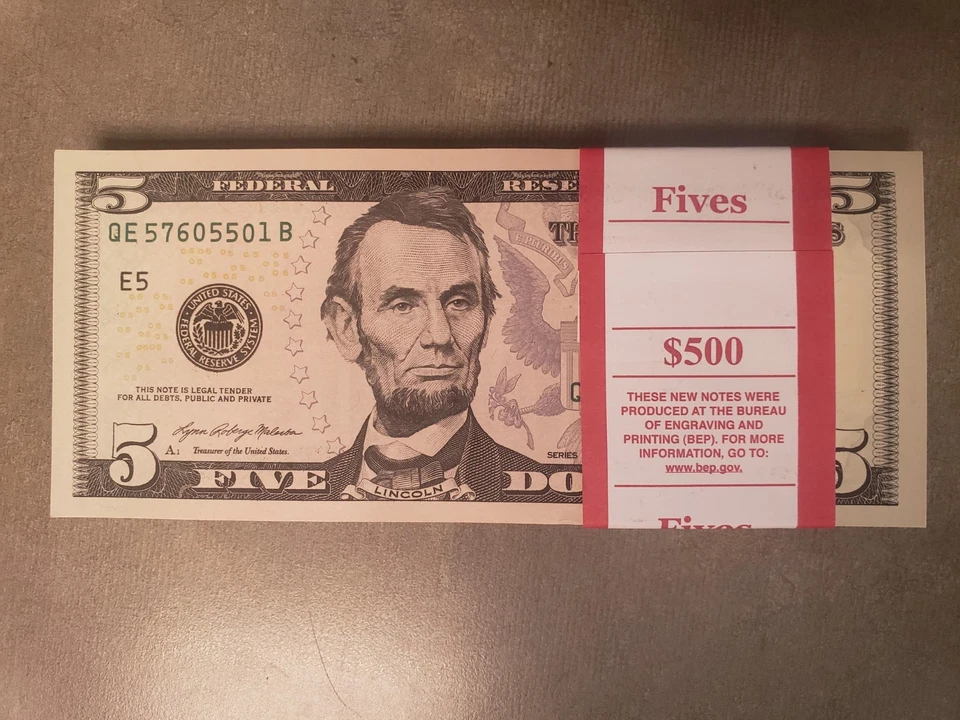 5 FEDERAL RESE 5
QE 57605501 B
E5
UNITED STATES
FEDERAL RESERVE SYSTEM
E PLURIBUS
THIS NOTE IS LEGAL TENDER
FOR ALL DEBTS, PUBLIC AND PRIVATE
A1
Treasurer of the United States.
SERIES
5 FIVE DO 5
LINCOLN
Fives
$500
THESE NEW NOTES WERE
PRODUCED AT THE BUREAU
OF ENGRAVING AND
PRINTING (BEP). FOR MORE
INFORMATION, GO TO:
www.bep.gov.
Fives